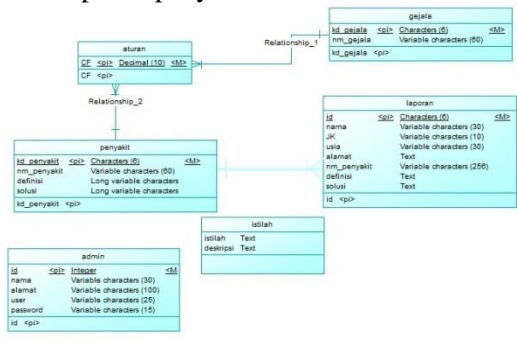 gejala
kd_gejala <pi> Characters (6) <M>
nm_gejala Variable characters (60)
kd_gejala <pi>
Relationship_1
aturan
CF <pi> Decimal (10) <M>
CF <pi>
Relationship_2
penyakit
kd_penyakit <pi> Characters (6) <M>
nm_penyakit Variable characters (60)
definisi Long variable characters
solusi Long variable characters
kd_penyakit <pi>
laporan
id <pi> Characters (6) <M>
nama Variable characters (30)
JK Variable characters (10)
usia Variable characters (30)
alamat Text
nm_penyakit Variable characters (256)
definisi Text
solusi Text
id <pi>
istilah
istilah Text
deskripsi Text
admin
id <pi> Integer <M
nama Variable characters (30)
alamat Variable characters (100)
user Variable characters (25)
password Variable characters (15)
id <pi>